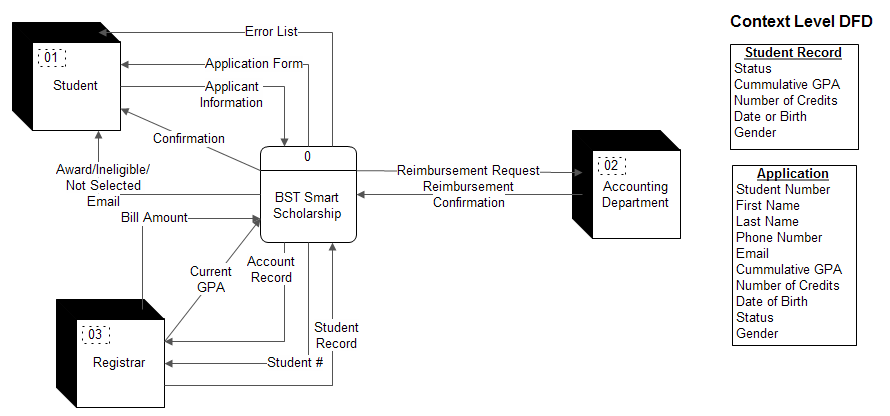 Context Level DFD
Error List
01
Student
Application Form
Applicant
Information
Confirmation
Award/Ineligible/
Not Selected
Email
Bill Amount
0
BST Smart
Scholarship
Reimbursement Request
Reimbursement
Confirmation
02
Accounting
Department
Current
GPA
Account
Record
Student
Record
Student #
03
Registrar
Student Record
Status
Cummulative GPA
Number of Credits
Date or Birth
Gender
Application
Student Number
First Name
Last Name
Phone Number
Email
Cummulative GPA
Number of Credits
Date of Birth
Status
Gender